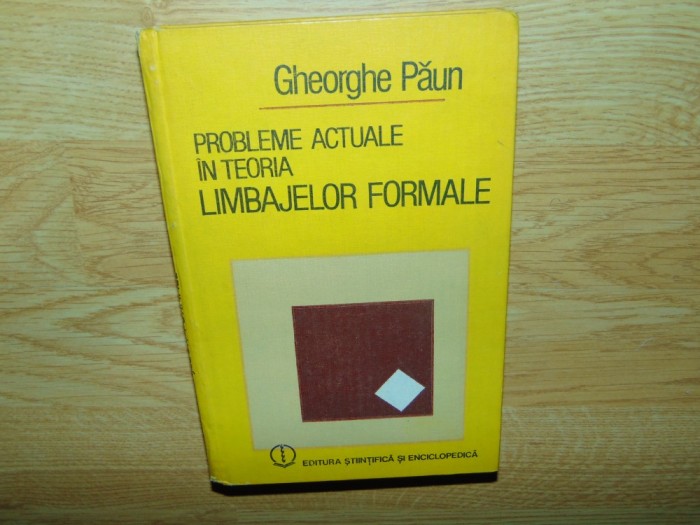 Gheorghe Păun
PROBLEME ACTUALE
ÎN TEORIA
LIMBAJELOR FORMALE
EDITURA ŞTIINŢIFICĂ ŞI ENCICLOPEDICĂ